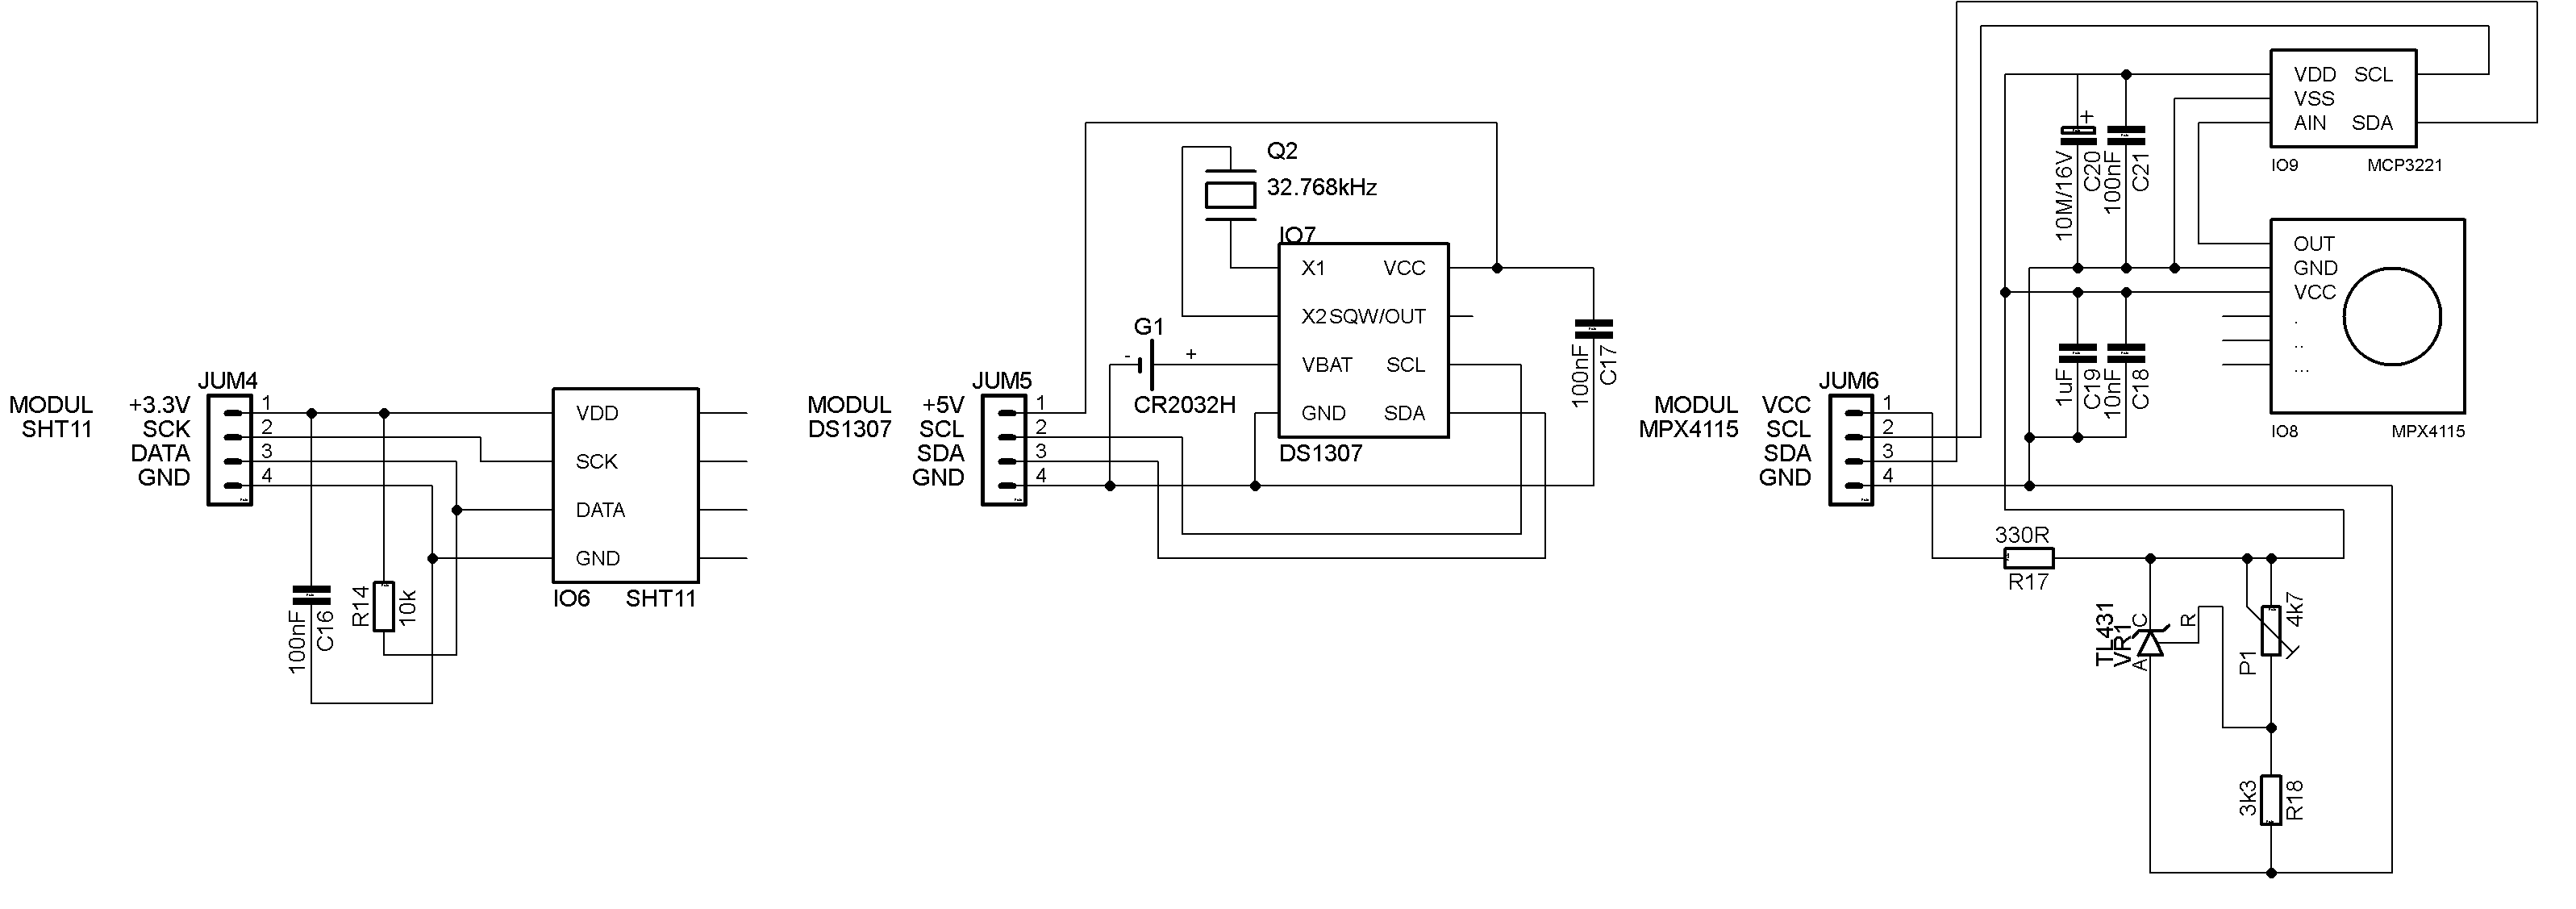 MODUL
SHT11
JUM4
+3.3V
SCK
DATA
GND
1
2
3
4
100nF
C16
R14
10k
VDD
SCK
DATA
GND
IO6 SHT11
MODUL
DS1307
JUM5
+5V
SCL
SDA
GND
1
2
3
4
Q2
32.768kHz
G1
- +
CR2032H
IO7
X1 VCC
X2 SQW/OUT
VBAT SCL
GND SDA
DS1307
100nF
C17
MODUL
MPX4115
JUM6
VCC
SCL
SDA
GND
1
2
3
4
VDD SCL
VSS
AIN SDA
IO9 MCP3221
+
10M/16V
C20
100nF
C21
OUT
GND
VCC
.
..
...
IO8 MPX4115
1uF
C19
10nF
C18
330R
R17
TL431
VR1
C
A
R
P1
4k7
3k3
R18